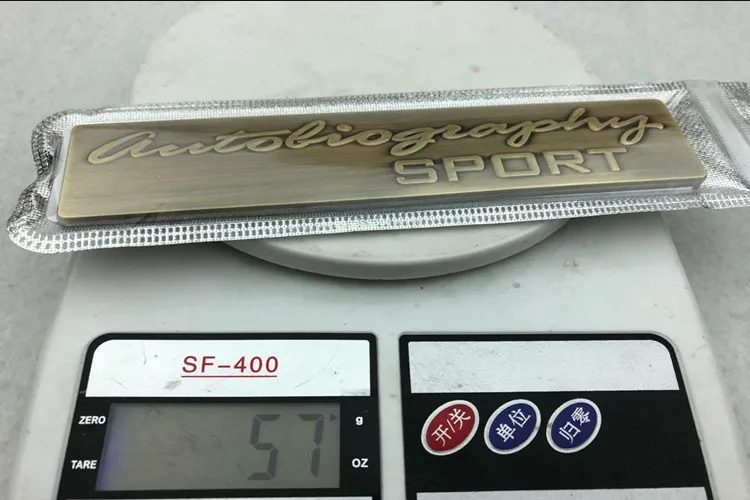 Autobiography
SPORT
SF-400
ZERO
57
g
TARE
OZ
开/关
单位
归零